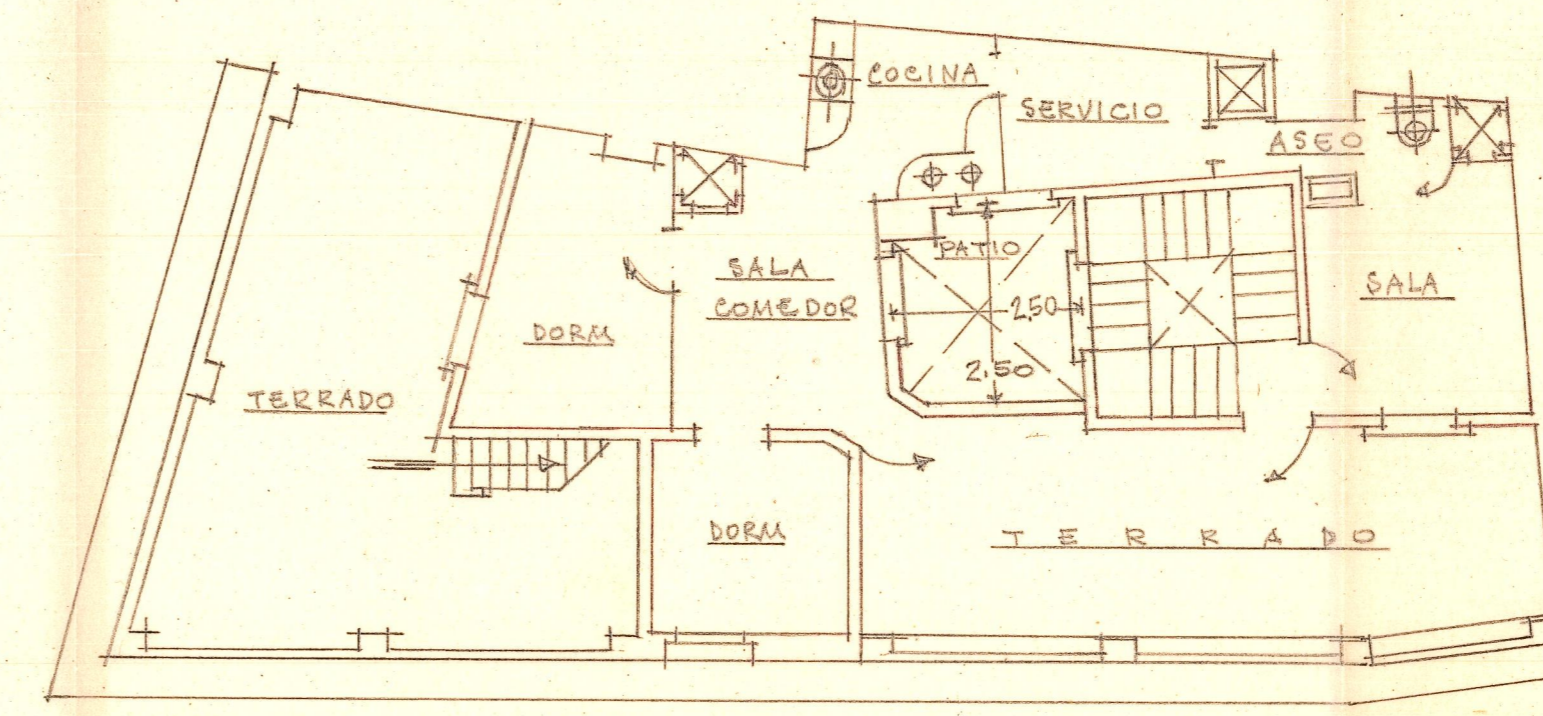 COCINA
SERVICIO
ASEO
PATIO
SALA
COMEDOR
2.50
SALA
DORM
2.50
TERRADO
DORM
TERRADO